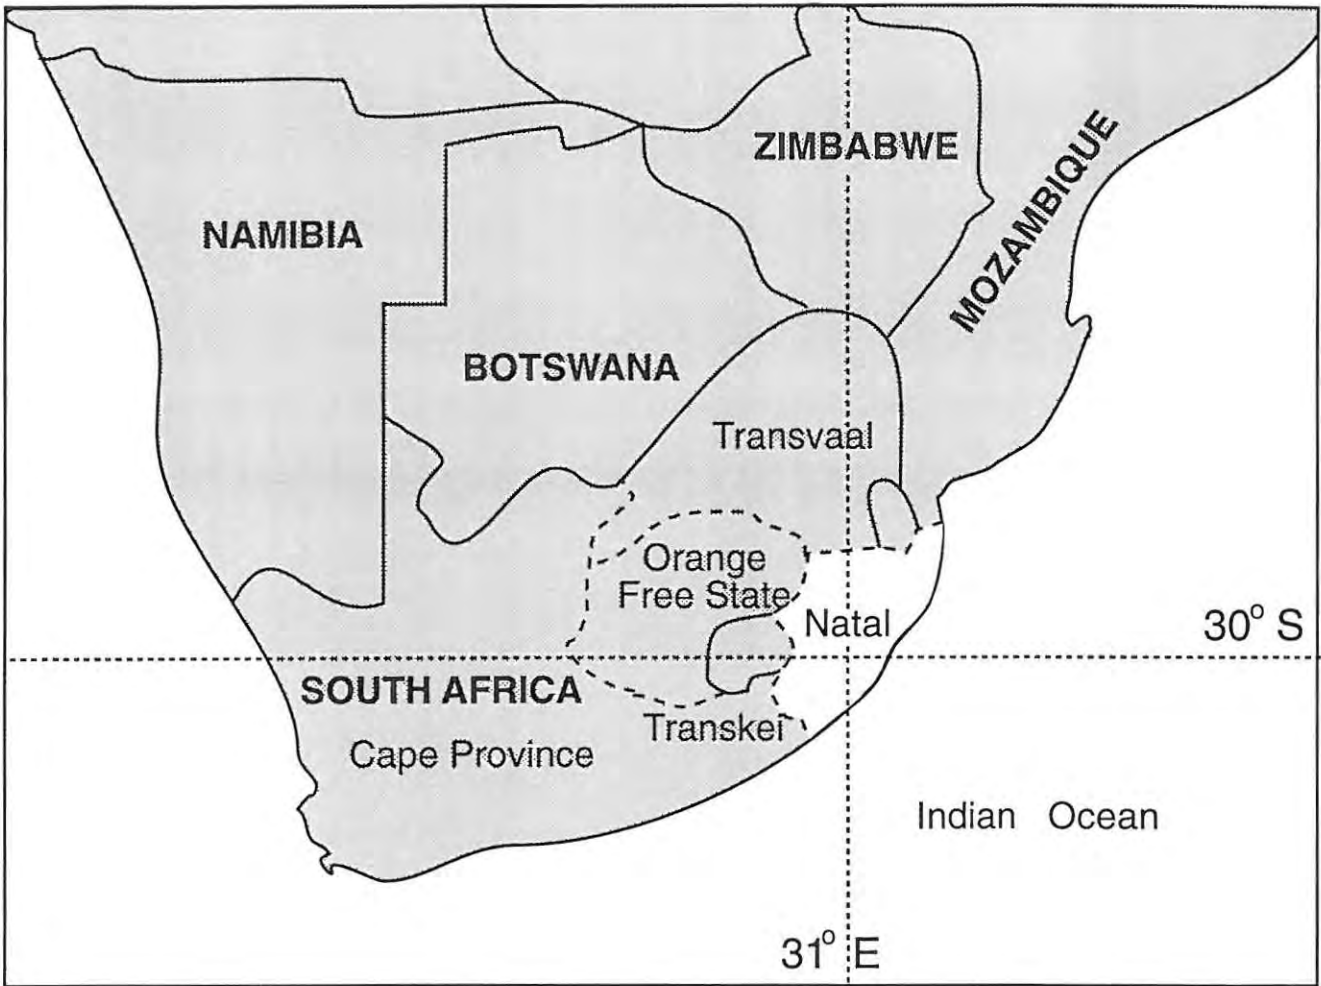 ZIMBABWE
MOZAMBIQUE
NAMIBIA
BOTSWANA
Transvaal
Orange
Free State
Natal
30° S
SOUTH AFRICA
Transkei
Cape Province
Indian Ocean
31° E